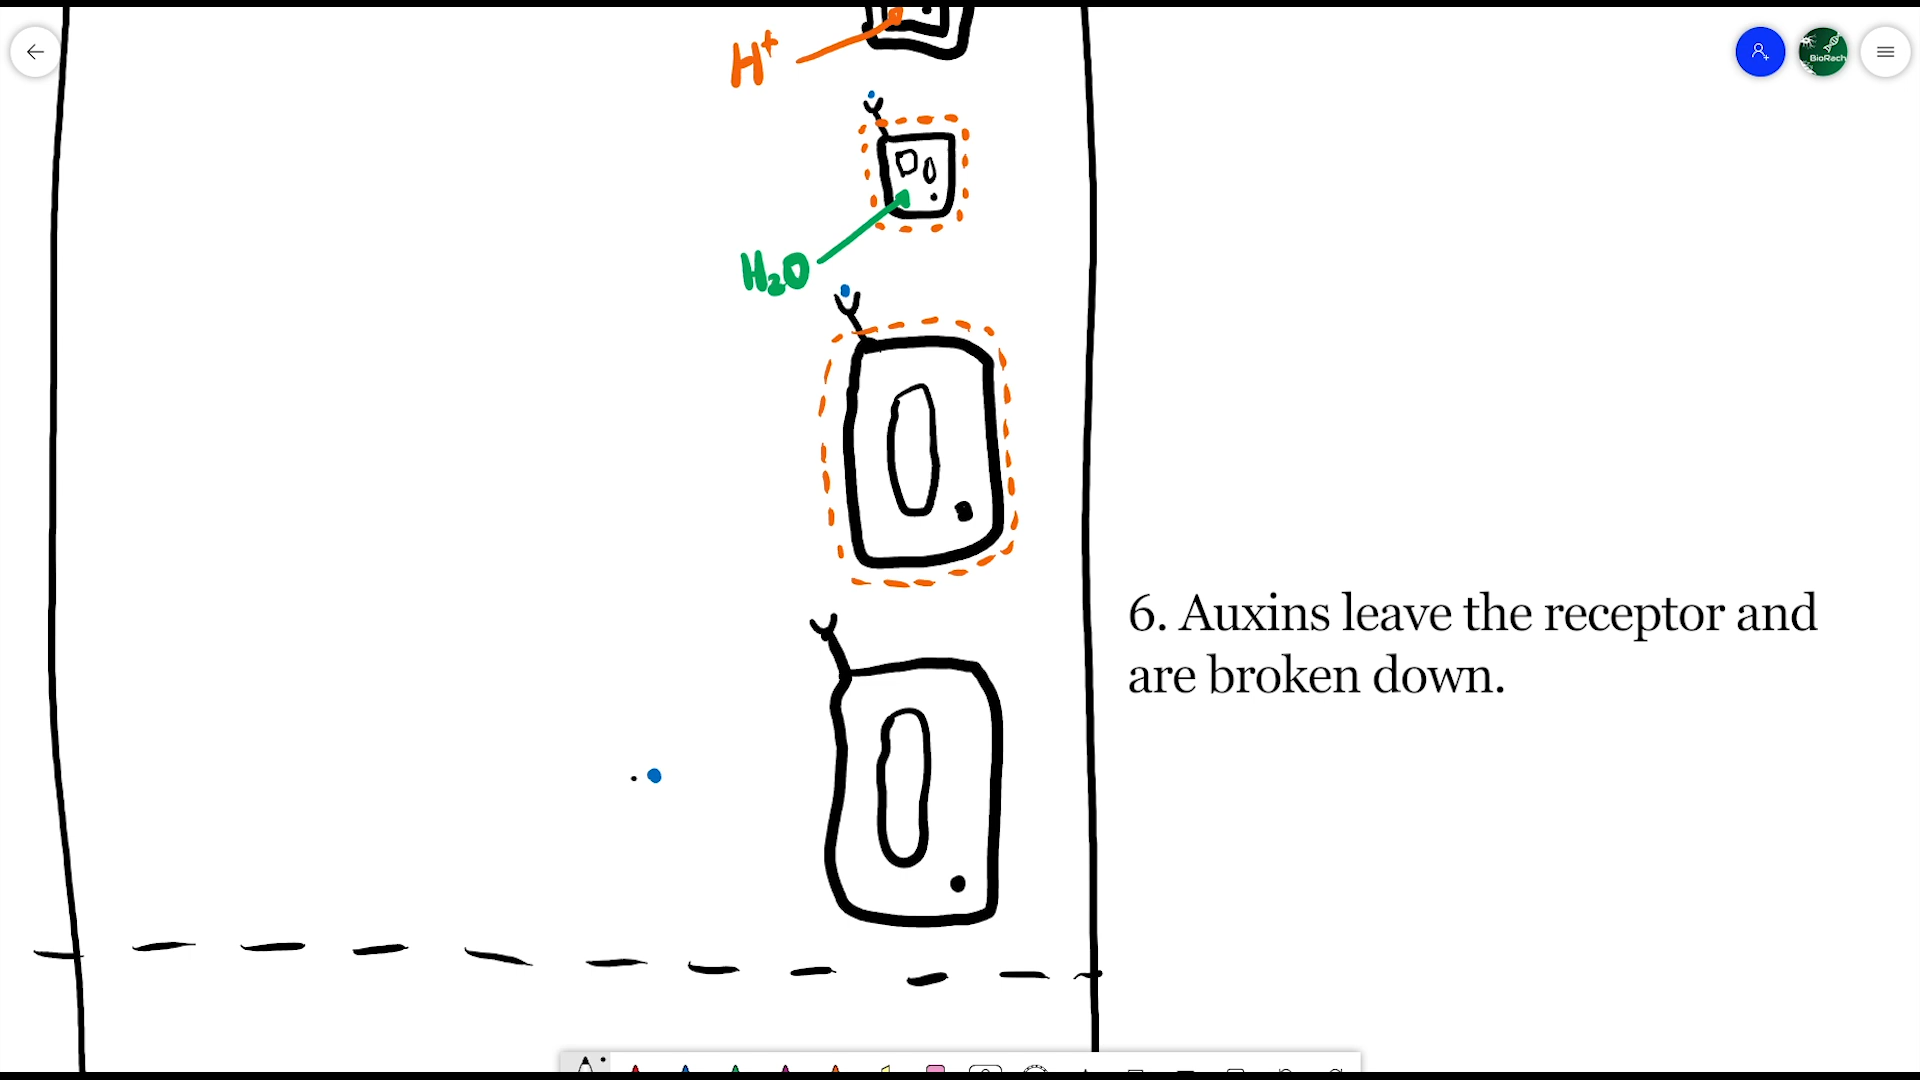 H⁺
BioRach
H₂O
6. Auxins leave the receptor and
are broken down.